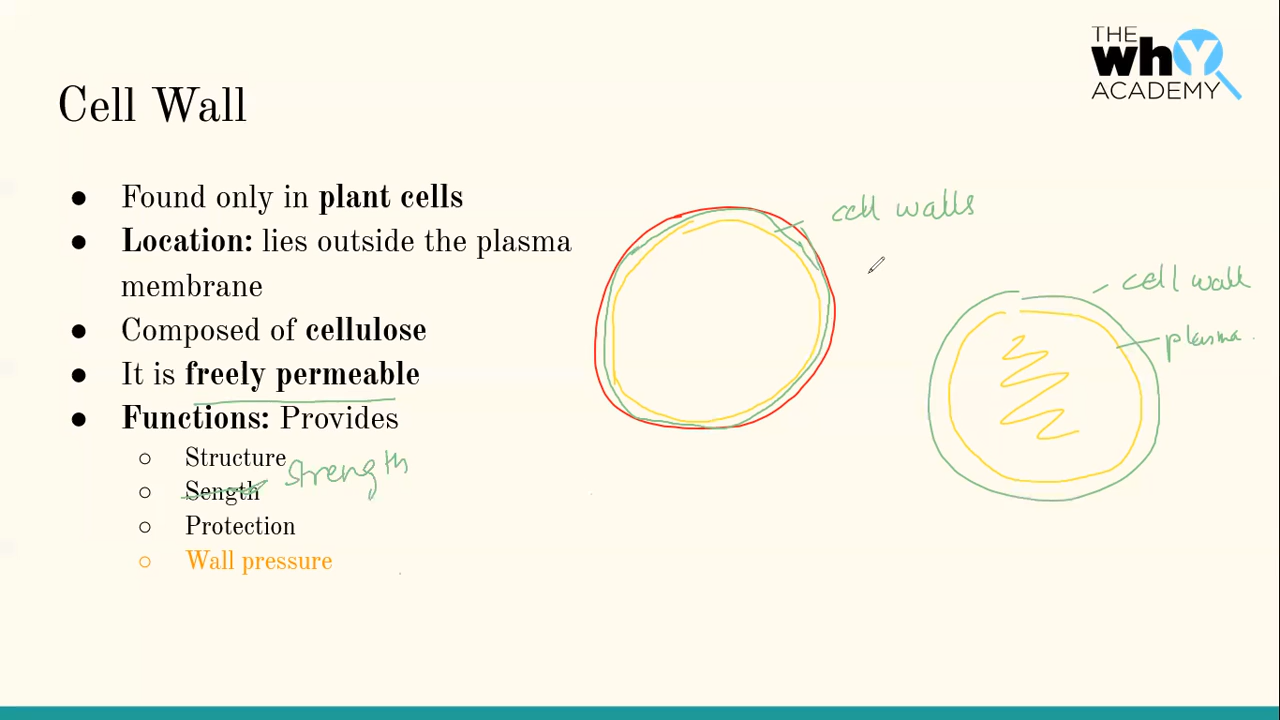 THE
whY
ACADEMY
Cell Wall
● Found only in plant cells
● Location: lies outside the plasma
membrane
● Composed of cellulose
● It is freely permeable
● Functions: Provides
○ Structure
○ Sength strength
○ Protection
○ Wall pressure
cell walls
cell wall
plasma.